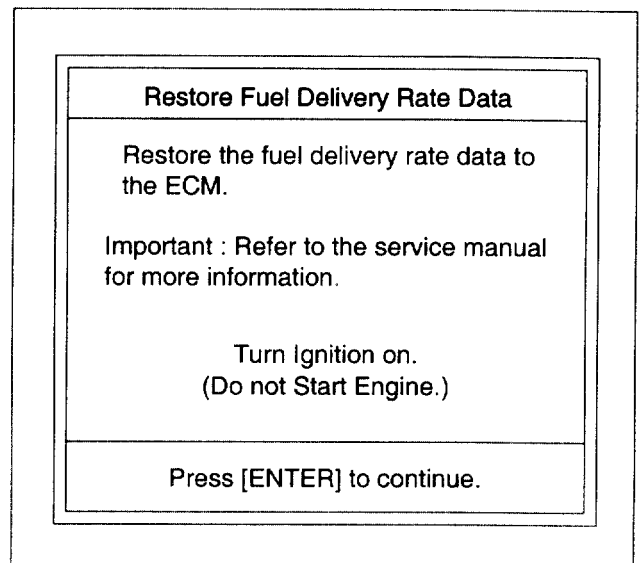 Restore Fuel Delivery Rate Data
Restore the fuel delivery rate data to
the ECM.
Important : Refer to the service manual
for more information.
Turn Ignition on.
(Do not Start Engine.)
Press [ENTER] to continue.